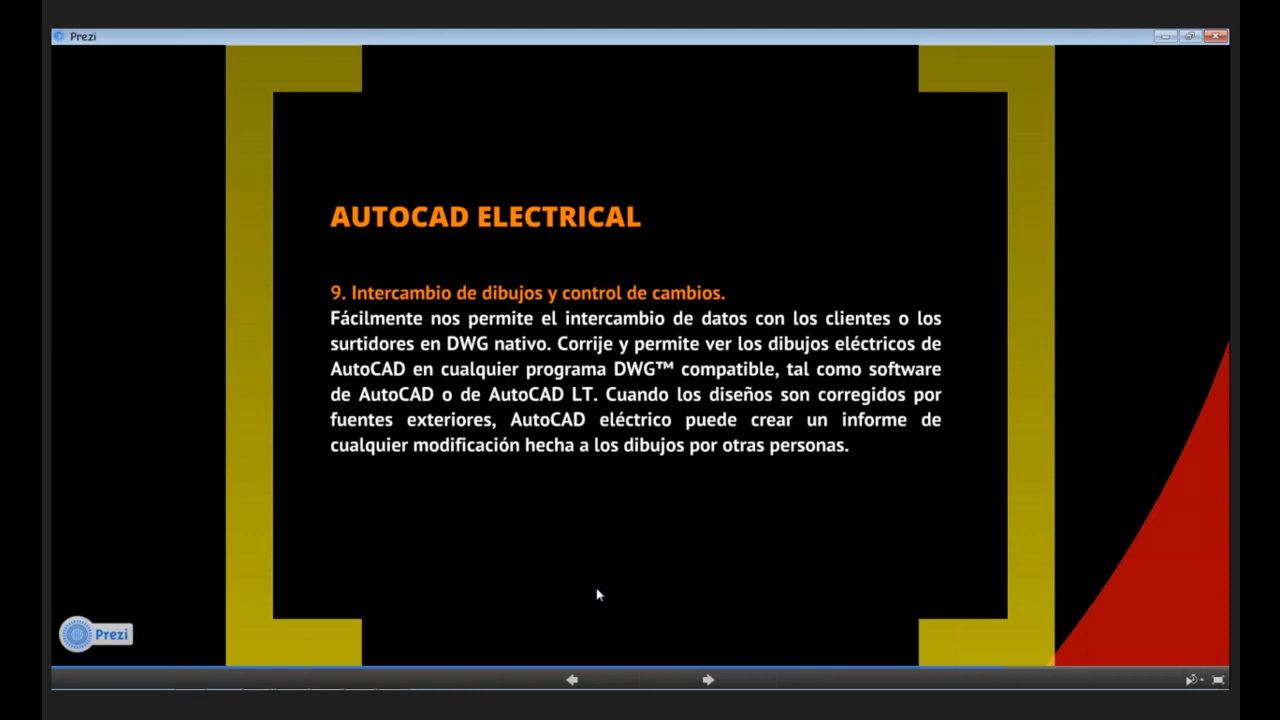 Prezi
AUTOCAD ELECTRICAL
9. Intercambio de dibujos y control de cambios.
Fácilmente nos permite el intercambio de datos con los clientes o los
surtidores en DWG nativo. Corrije y permite ver los dibujos eléctricos de
AutoCAD en cualquier programa DWG™ compatible, tal como software
de AutoCAD o de AutoCAD LT. Cuando los diseños son corregidos por
fuentes exteriores, AutoCAD eléctrico puede crear un informe de
cualquier modificación hecha a los dibujos por otras personas.
Prezi